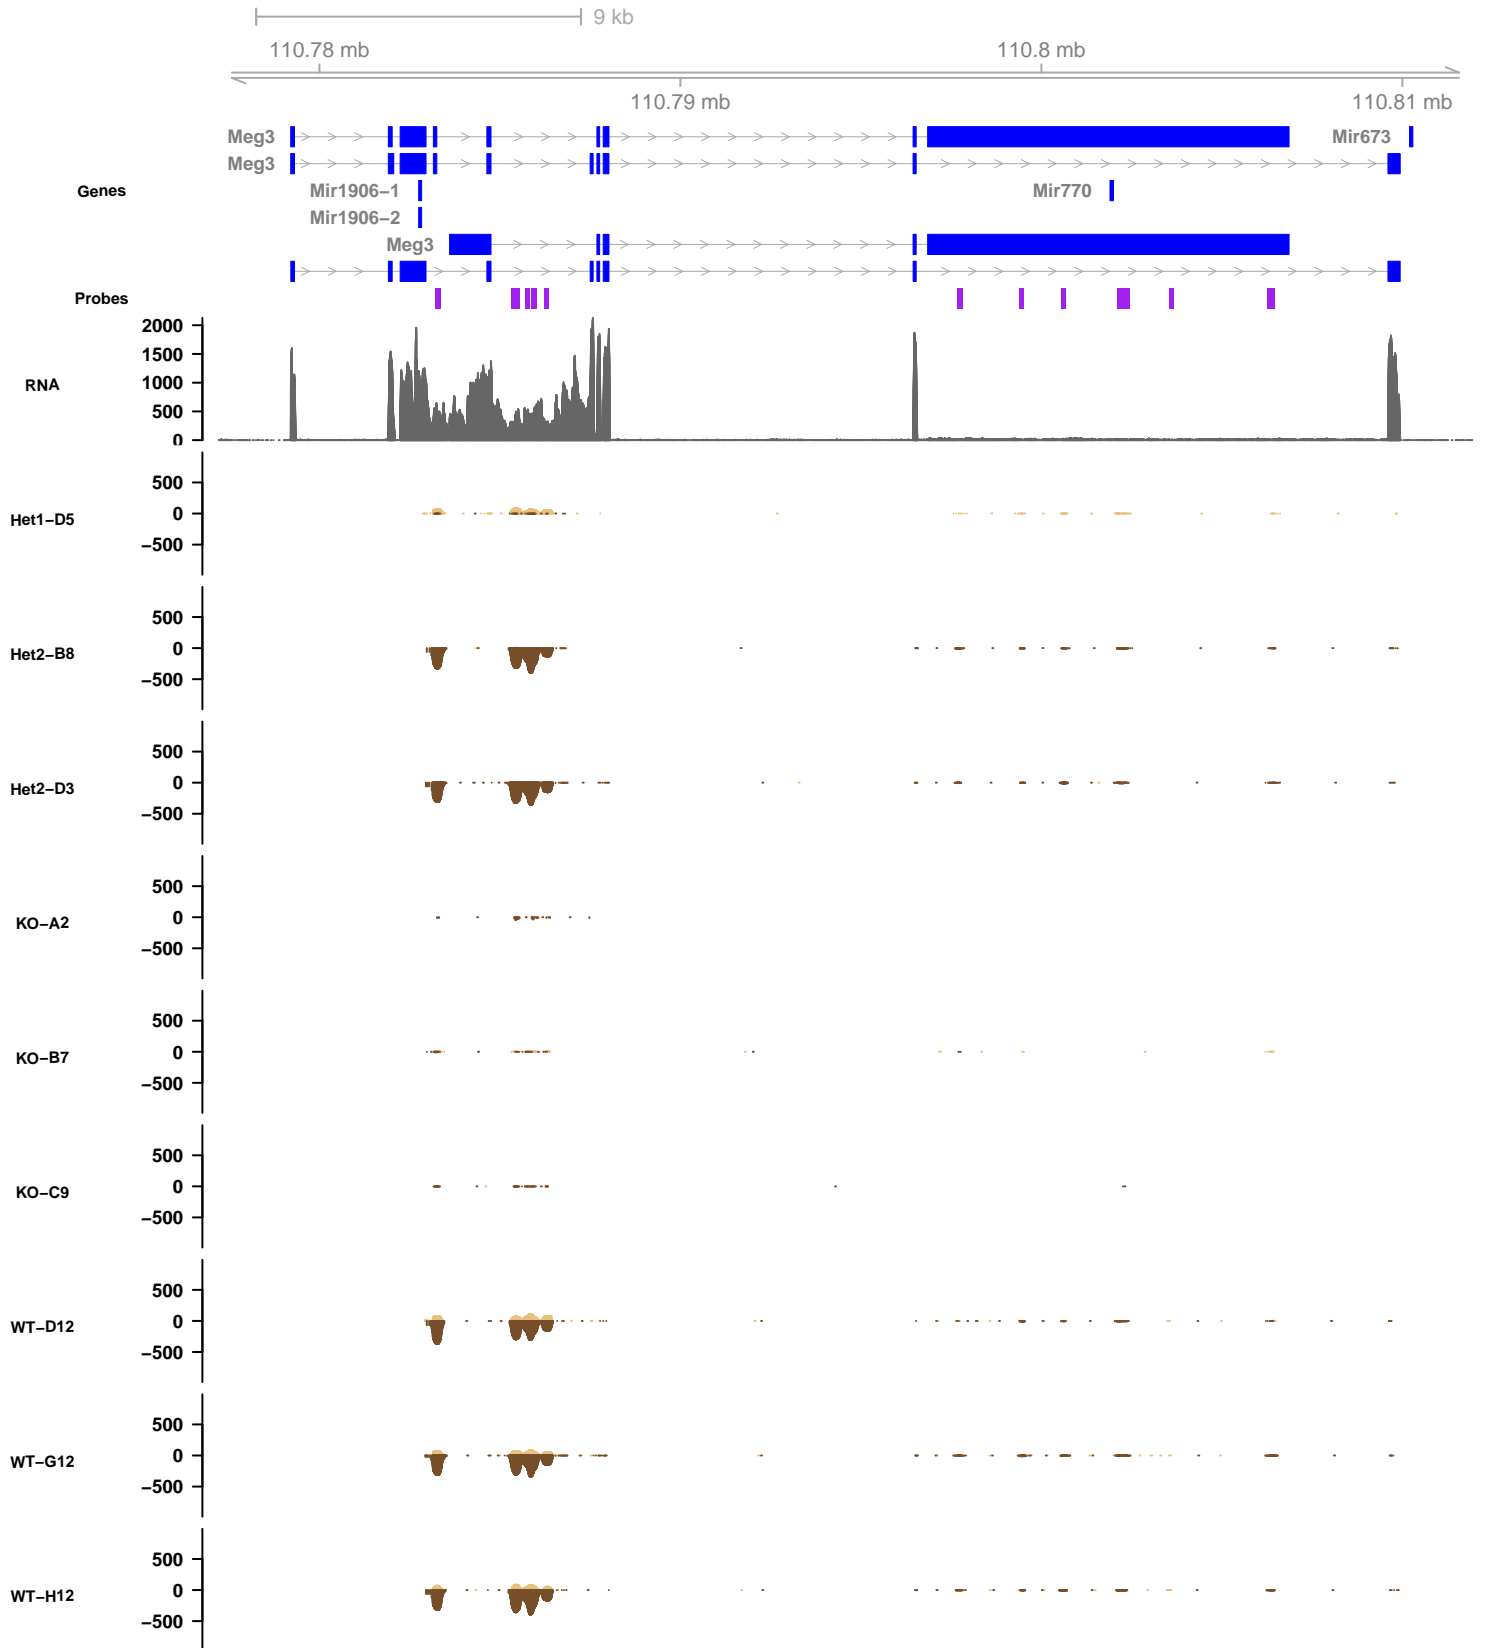 9 kb
110.78 mb
110.8 mb
110.79 mb
110.81 mb
Meg3
Mir673
Meg3
Genes
Mir1906−1
Mir770
Mir1906−2
Meg3
Probes
RNA
2000
1500
1000
500
0
Het1−D5
500
0
−500
Het2−B8
500
0
−500
Het2−D3
500
0
−500
KO−A2
500
0
−500
KO−B7
500
0
−500
KO−C9
500
0
−500
WT−D12
500
0
−500
WT−G12
500
0
−500
WT−H12
500
0
−500